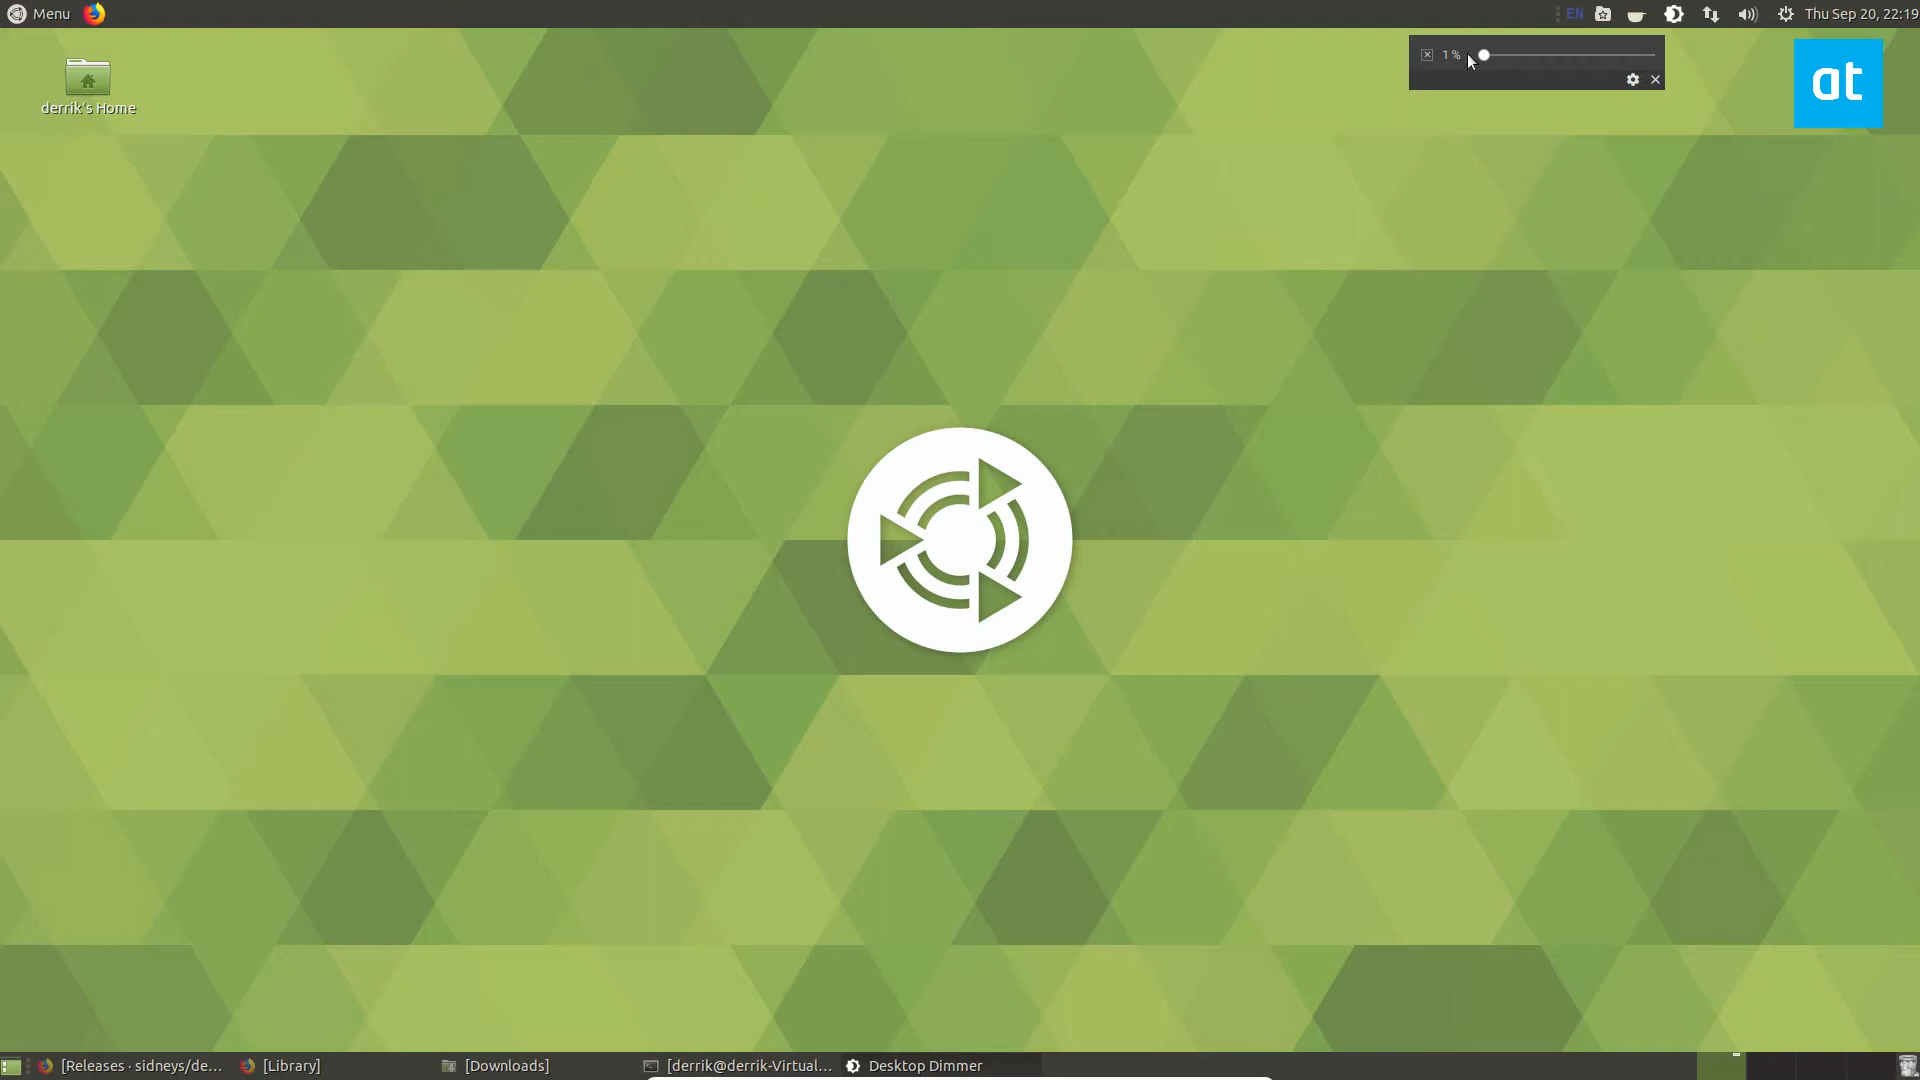 Menu
EN
Thu Sep 20, 22:19
1 %
at
derrik's Home
[Releases · sidneys/de...
[Library]
[Downloads]
[derrik@derrik-Virtual...
Desktop Dimmer